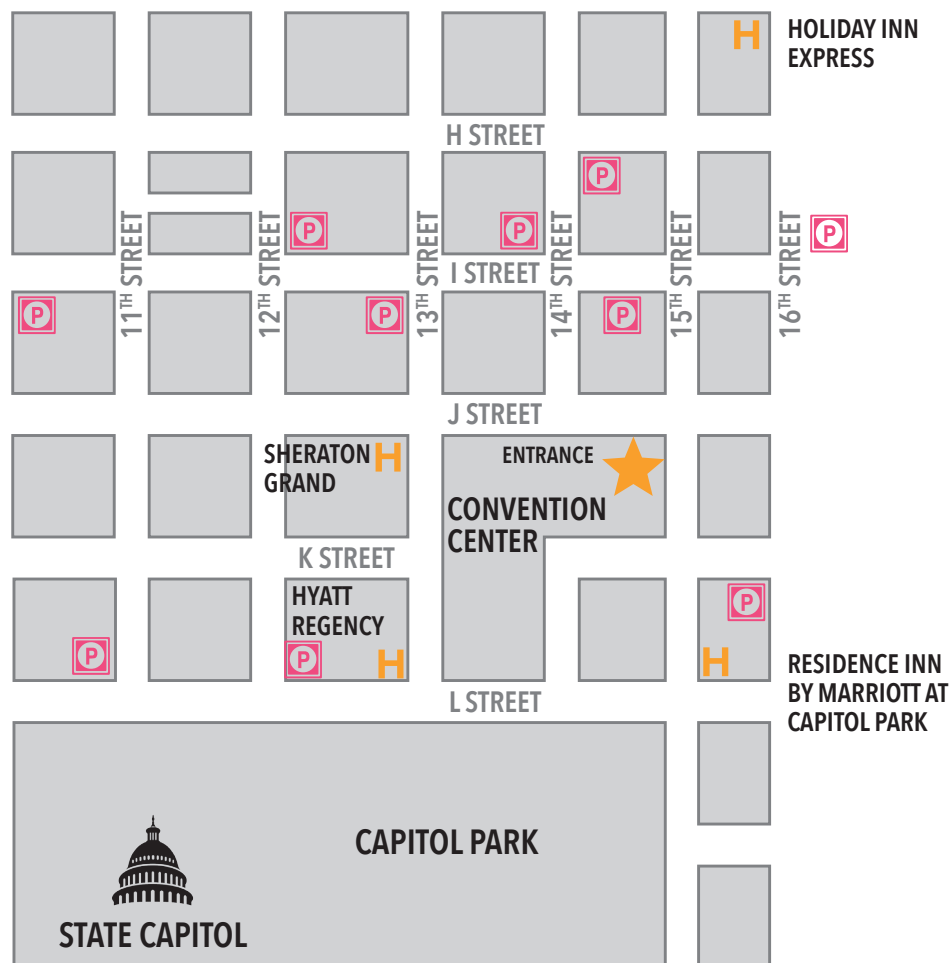 H
HOLIDAY INN
EXPRESS
H STREET
P
P
P
P
11TH STREET
12TH STREET
13TH STREET
14TH STREET
15TH STREET
16TH STREET
I STREET
P
P
P
J STREET
SHERATON
GRAND
H
ENTRANCE
CONVENTION
CENTER
K STREET
HYATT
REGENCY
P
H
P
P
H
RESIDENCE INN
BY MARRIOTT AT
CAPITOL PARK
L STREET
CAPITOL PARK
STATE CAPITOL